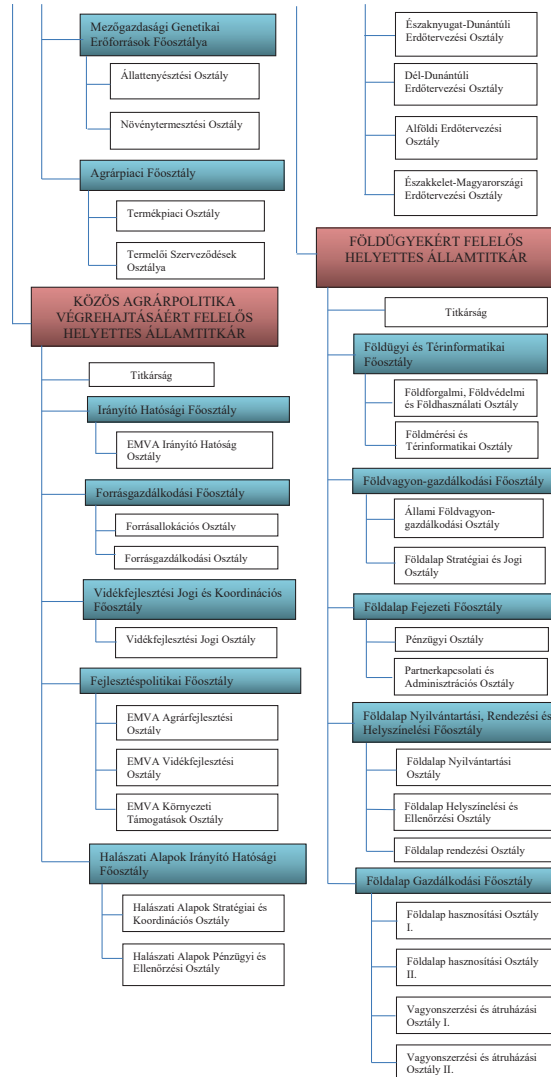 Mezőgazdasági Genetikai
Erőforrások Főosztálya
Állattenyésztési Osztály
Növénytermesztési Osztály
Agrárpiaci Főosztály
Termékpiaci Osztály
Termelői Szerveződések
Osztálya
KÖZÖS AGRÁRPOLITIKA
VÉGREHAJTÁSÁÉRT FELELŐS
HELYETTES ÁLLAMTITKÁR
Titkárság
Irányító Hatósági Főosztály
EMVA Irányító Hatóság
Osztály
Forrásgazdálkodási Főosztály
Forrásallokációs Osztály
Forrásgazdálkodási Osztály
Vidékfejlesztési Jogi és Koordinációs
Főosztály
Vidékfejlesztési Jogi Osztály
Fejlesztéspolitikai Főosztály
EMVA Agrárfejlesztési
Osztály
EMVA Vidékfejlesztési
Osztály
EMVA Környezeti
Támogatások Osztály
Halászati Alapok Irányító Hatósági
Főosztály
Halászati Alapok Stratégiai és
Koordinációs Osztály
Halászati Alapok Pénzügyi és
Ellenőrzési Osztály
Északnyugat-Dunántúli
Erdőtervezési Osztály
Dél-Dunántúli
Erdőtervezési Osztály
Alföldi Erdőtervezési
Osztály
Északkelet-Magyarországi
Erdőtervezési Osztály
FÖLDÜGYEKÉRT FELELŐS
HELYETTES ÁLLAMTITKÁR
Titkárság
Földügyi és Térinformatikai
Főosztály
Földforgalmi, Földvédelmi
és Földhasználati Osztály
Földmérési és
Térinformatikai Osztály
Földvagyon-gazdálkodási Főosztály
Állami Földvagyon-
gazdálkodási Osztály
Földalap Stratégiai és Jogi
Osztály
Földalap Fejezeti Főosztály
Pénzügyi Osztály
Partnerkapcsolati és
Adminisztrációs Osztály
Földalap Nyilvántartási, Rendezési és
Helyszínelési Főosztály
Földalap Nyilvántartási
Osztály
Földalap Helyszínelési és
Ellenőrzési Osztály
Földalap rendezési Osztály
Földalap Gazdálkodási Főosztály
Földalap hasznosítási Osztály
I.
Földalap hasznosítási Osztály
II.
Vagyonszerzési és átruházási
Osztály I.
Vagyonszerzési és átruházási
Osztály II.